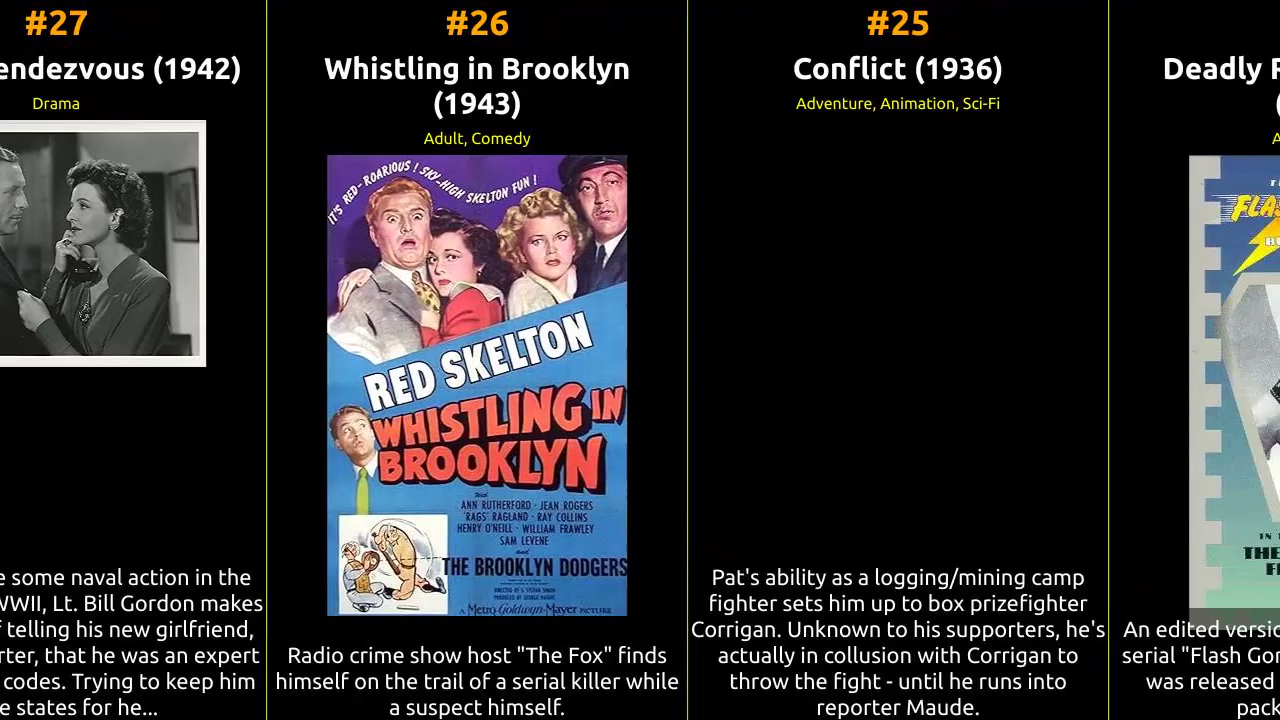 #27
endezvous (1942)
Drama
e some naval action in the
WWII, Lt. Bill Gordon makes
f telling his new girlfriend,
rter, that he was an expert
codes. Trying to keep him
e states for he...
#26
Whistling in Brooklyn
(1943)
Adult, Comedy
IT'S RED-ROARIOUS! SKY-HIGH SKELTON FUN!
RED SKELTON
WHISTLING IN
BROOKLYN
With
ANN RUTHERFORD · JEAN ROGERS
'RAGS' RAGLAND · RAY COLLINS
HENRY O'NEILL · WILLIAM FRAWLEY
SAM LEVENE
and
THE BROOKLYN DODGERS
A Metro-Goldwyn-Mayer PICTURE
Radio crime show host "The Fox" finds
himself on the trail of a serial killer while
a suspect himself.
#25
Conflict (1936)
Adventure, Animation, Sci-Fi
Pat's ability as a logging/mining camp
fighter sets him up to box prizefighter
Corrigan. Unknown to his supporters, he's
actually in collusion with Corrigan to
throw the fight - until he runs into
reporter Maude.
Deadly
An edited versio
serial "Flash Gor
was released
pack